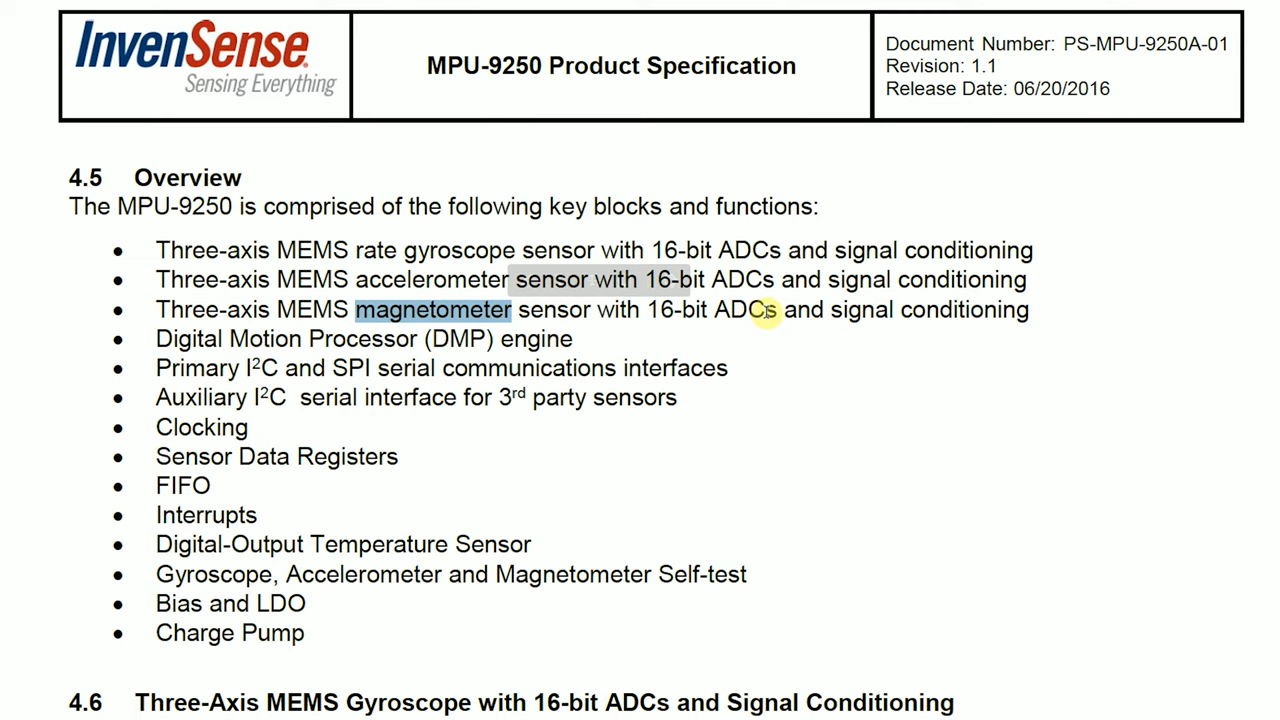 InvenSense
Sensing Everything
MPU-9250 Product Specification
Document Number: PS-MPU-9250A-01
Revision: 1.1
Release Date: 06/20/2016
4.5 Overview
The MPU-9250 is comprised of the following key blocks and functions:
• Three-axis MEMS rate gyroscope sensor with 16-bit ADCs and signal conditioning
• Three-axis MEMS accelerometer sensor with 16-bit ADCs and signal conditioning
• Three-axis MEMS magnetometer sensor with 16-bit ADCs and signal conditioning
• Digital Motion Processor (DMP) engine
• Primary I²C and SPI serial communications interfaces
• Auxiliary I²C serial interface for 3rd party sensors
• Clocking
• Sensor Data Registers
• FIFO
• Interrupts
• Digital-Output Temperature Sensor
• Gyroscope, Accelerometer and Magnetometer Self-test
• Bias and LDO
• Charge Pump
4.6 Three-Axis MEMS Gyroscope with 16-bit ADCs and Signal Conditioning